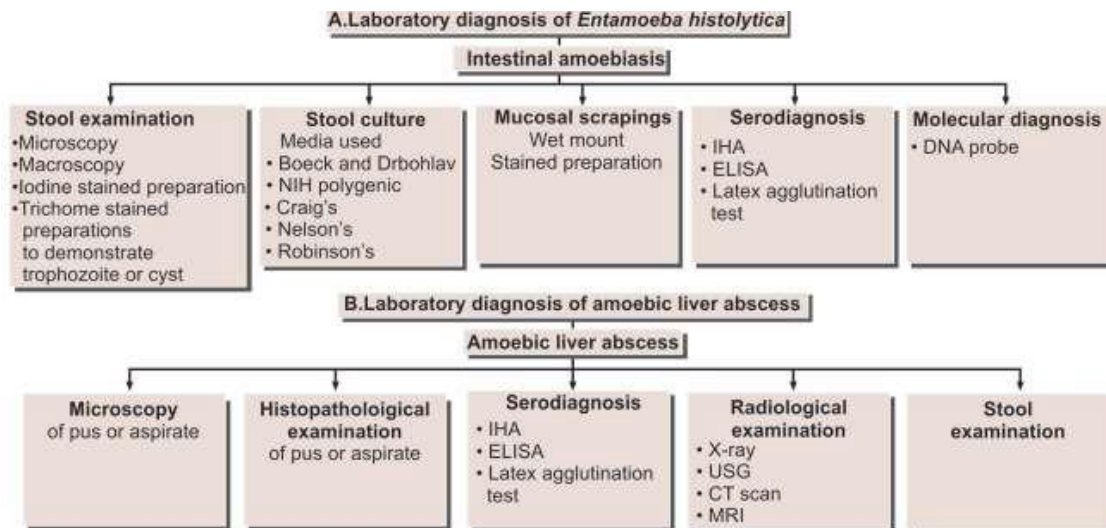 A.Laboratory diagnosis of Entamoeba histolytica
Intestinal amoebiasis
Stool examination
•Microscopy
•Macroscopy
•Iodine stained preparation
•Trichome stained
preparations
to demonstrate
trophozoite or cyst
Stool culture
Media used
• Boeck and Drbohlav
• NIH polygenic
• Craig's
• Nelson's
• Robinson's
Mucosal scrapings
Wet mount
Stained preparation
Serodiagnosis
• IHA
• ELISA
• Latex agglutination
test
Molecular diagnosis
• DNA probe
B.Laboratory diagnosis of amoebic liver abscess
Amoebic liver abscess
Microscopy
of pus or aspirate
Histopatholoigical
examination
of pus or aspirate
Serodiagnosis
• IHA
• ELISA
• Latex agglutination
test
Radiological
examination
• X-ray
• USG
• CT scan
• MRI
Stool
examination